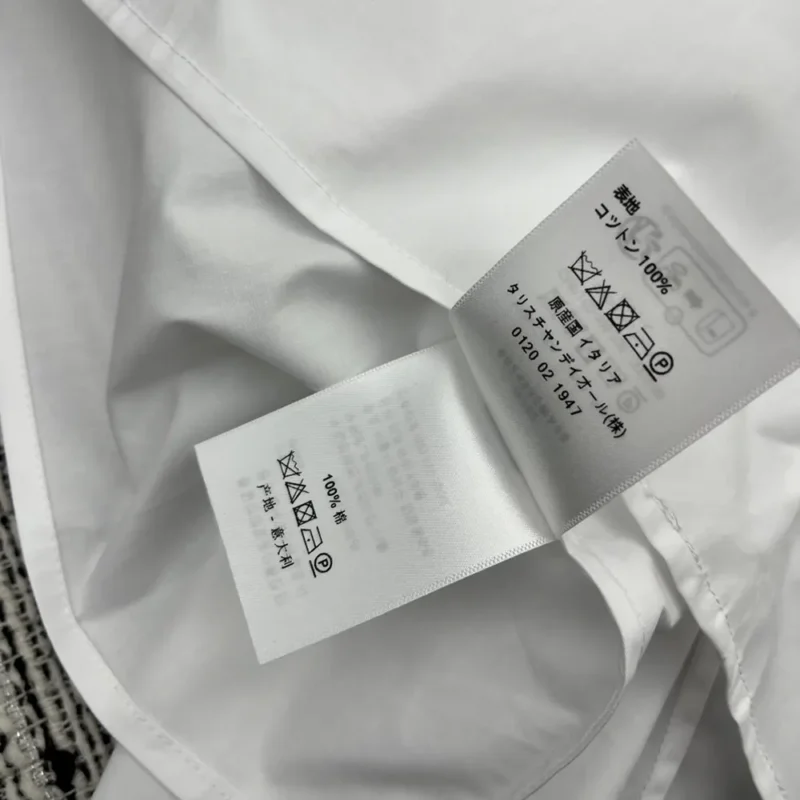 表地
コットン 100%
原産国 イタリア
タリスチャンディオール(株)
0120 02 1947
100% 棉
产地 - 意大利